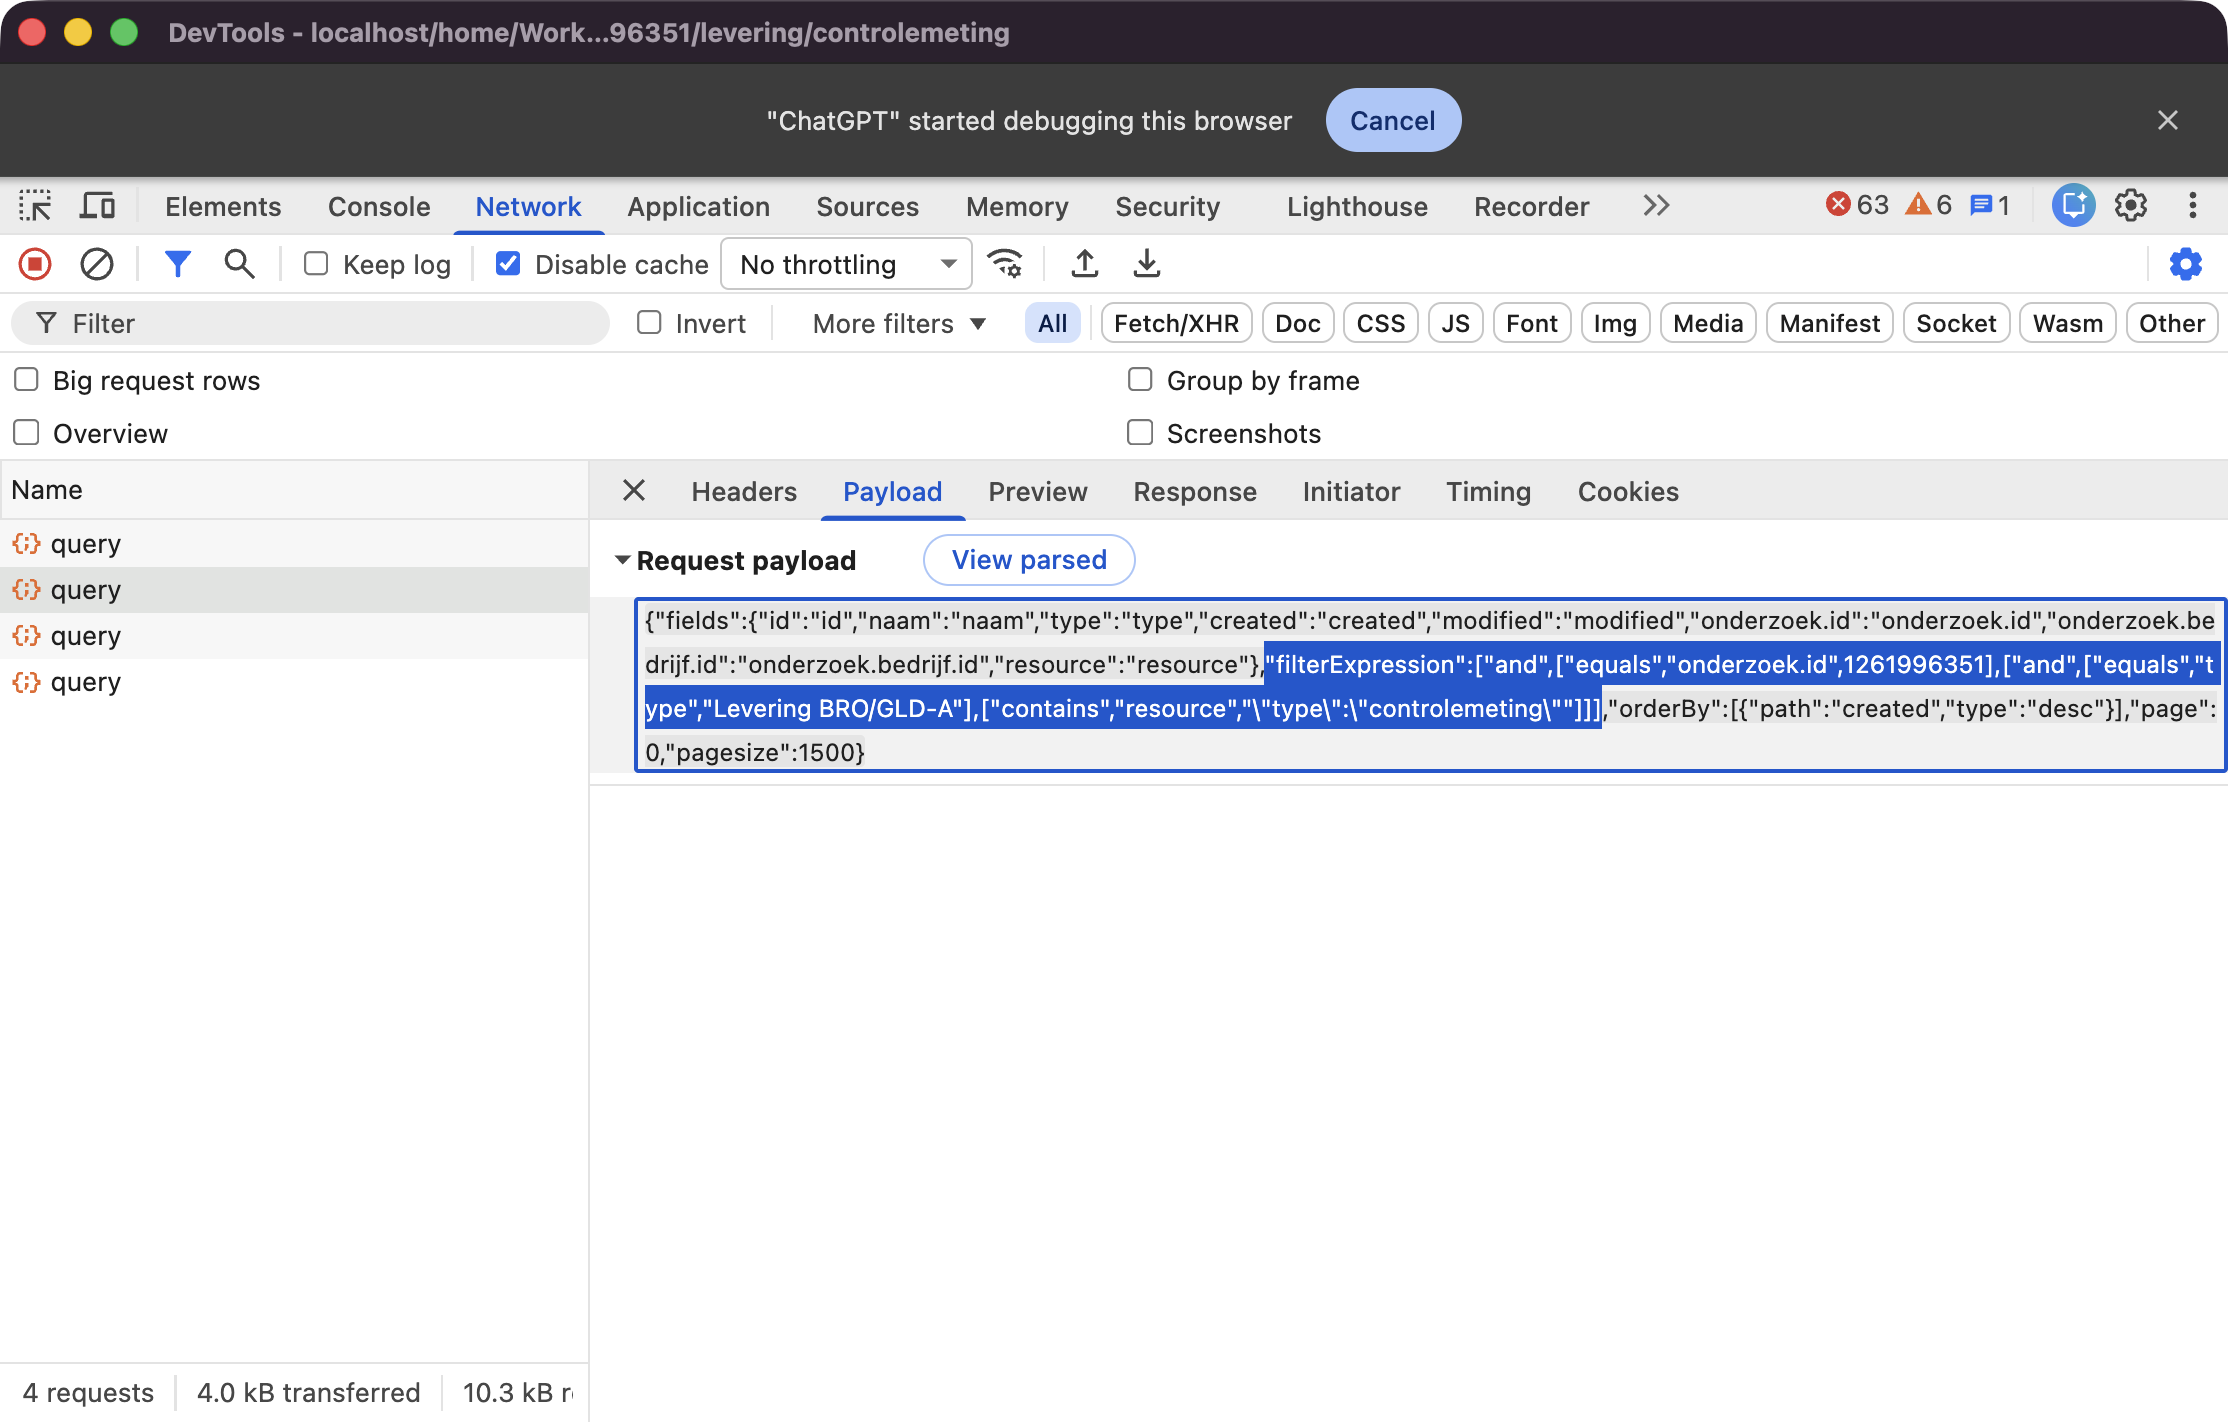 DevTools - localhost/home/Work...96351/levering/controlemeting
"ChatGPT" started debugging this browser
Cancel
Elements
Console
Network
Application
Sources
Memory
Security
Lighthouse
Recorder
63
6
1
Keep log
Disable cache
No throttling
Filter
Invert
More filters
All
Fetch/XHR
Doc
CSS
JS
Font
Img
Media
Manifest
Socket
Wasm
Other
Big request rows
Group by frame
Overview
Screenshots
Name
query
query
query
query
Headers
Payload
Preview
Response
Initiator
Timing
Cookies
Request payload
View parsed
{"fields":{"id":"id","naam":"naam","type":"type","created":"created","modified":"modified","onderzoek.id":"onderzoek.id","onderzoek.be
drijf.id":"onderzoek.bedrijf.id","resource":"resource"},"filterExpression":["and",["equals","onderzoek.id",1261996351],["and",["equals","t
ype","Levering BRO/GLD-A"],["contains","resource","\"type\":\"controlemeting\""]]],"orderBy":[{"path":"created","type":"desc"}],"page":
0,"pagesize":1500}
4 requests
4.0 kB transferred
10.3 kB r